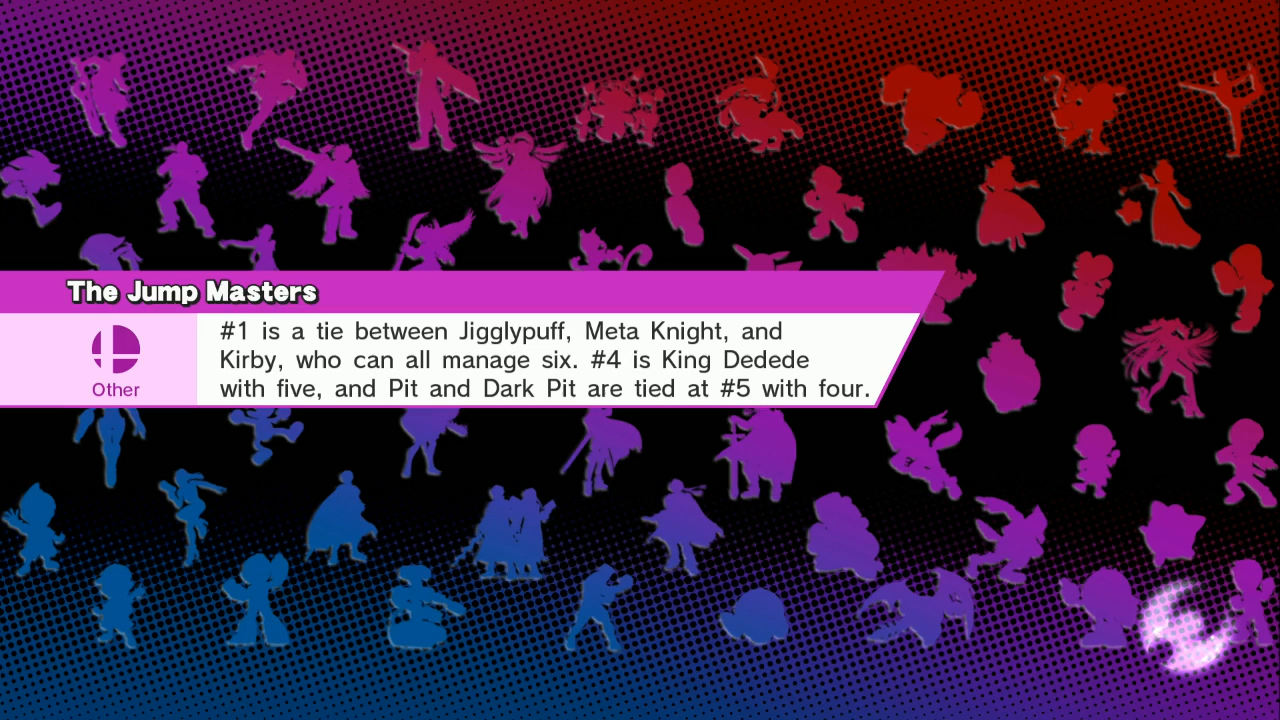 The Jump Masters
Other
#1 is a tie between Jigglypuff, Meta Knight, and
Kirby, who can all manage six. #4 is King Dedede
with five, and Pit and Dark Pit are tied at #5 with four.